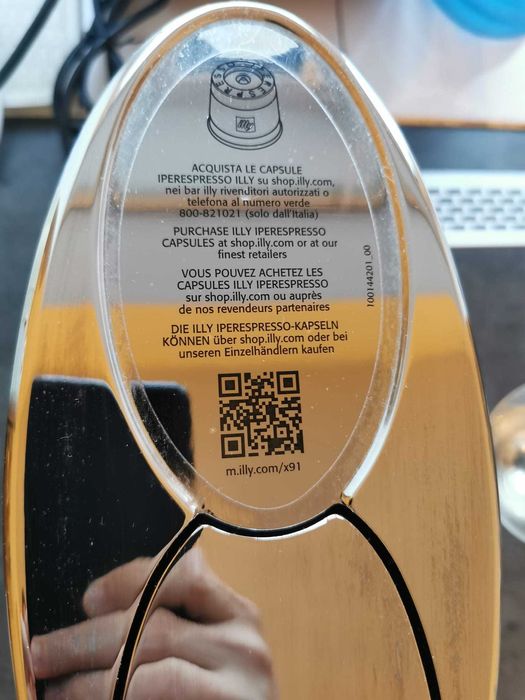 illy
ACQUISTA LE CAPSULE
IPERESPRESSO ILLY su shop.illy.com,
nei bar illy rivenditori autorizzati o
telefona al numero verde
800-821021 (solo dall'Italia)
PURCHASE ILLY IPERESPRESSO
CAPSULES at shop.illy.com or at our
finest retailers
VOUS POUVEZ ACHETEZ LES
CAPSULES ILLY IPERESPRESSO
sur shop.illy.com ou auprès
de nos revendeurs partenaires
DIE ILLY IPERESPRESSO-KAPSELN
KÖNNEN über shop.illy.com oder bei
unseren Einzelhändlern kaufen
100144201_00
m.illy.com/x91